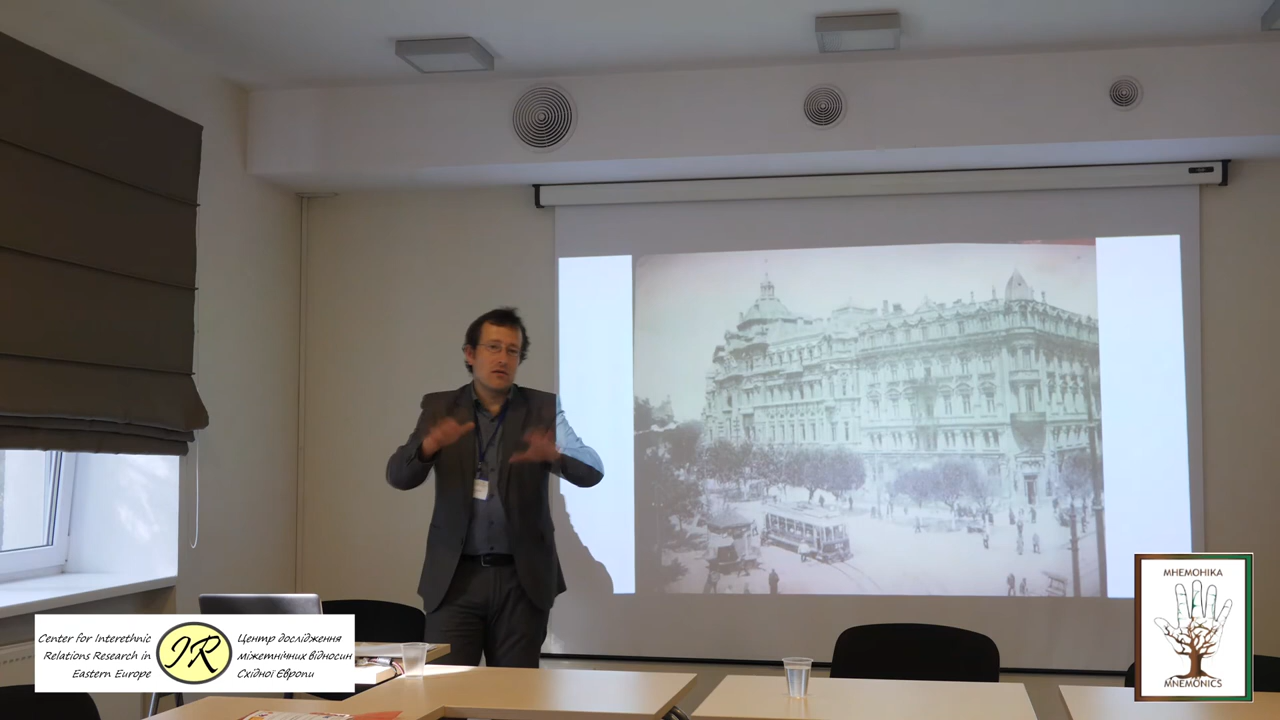 Center for Interethnic
Relations Research in
Eastern Europe
IR
Центр дослідження
міжетнічних відносин
Східної Європи
МНЕМОНІКА
MNEMONICS